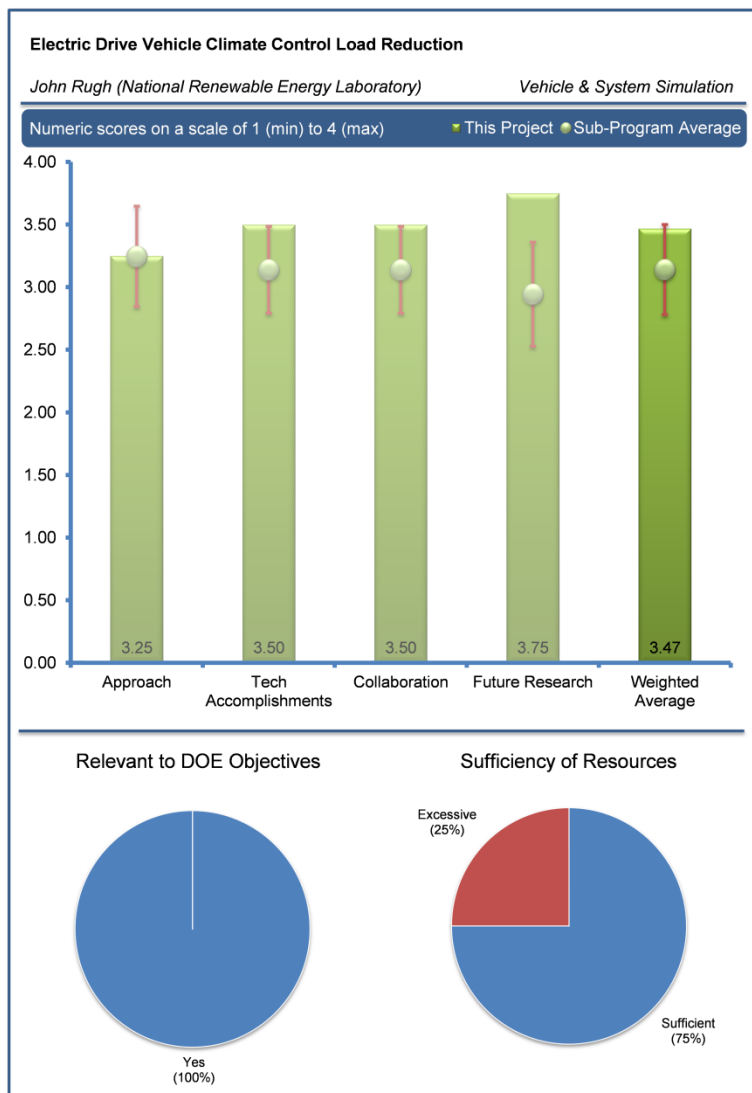 Electric Drive Vehicle Climate Control Load Reduction
John Rugh (National Renewable Energy Laboratory) Vehicle & System Simulation
Numeric scores on a scale of 1 (min) to 4 (max) This Project Sub-Program Average
4.00
3.50
3.00
2.50
2.00
1.50
1.00
0.50
0.00
3.25 3.50 3.50 3.75 3.47
Approach Tech Accomplishments Collaboration Future Research Weighted Average
Relevant to DOE Objectives
Yes
(100%)
Sufficiency of Resources
Excessive
(25%)
Sufficient
(75%)